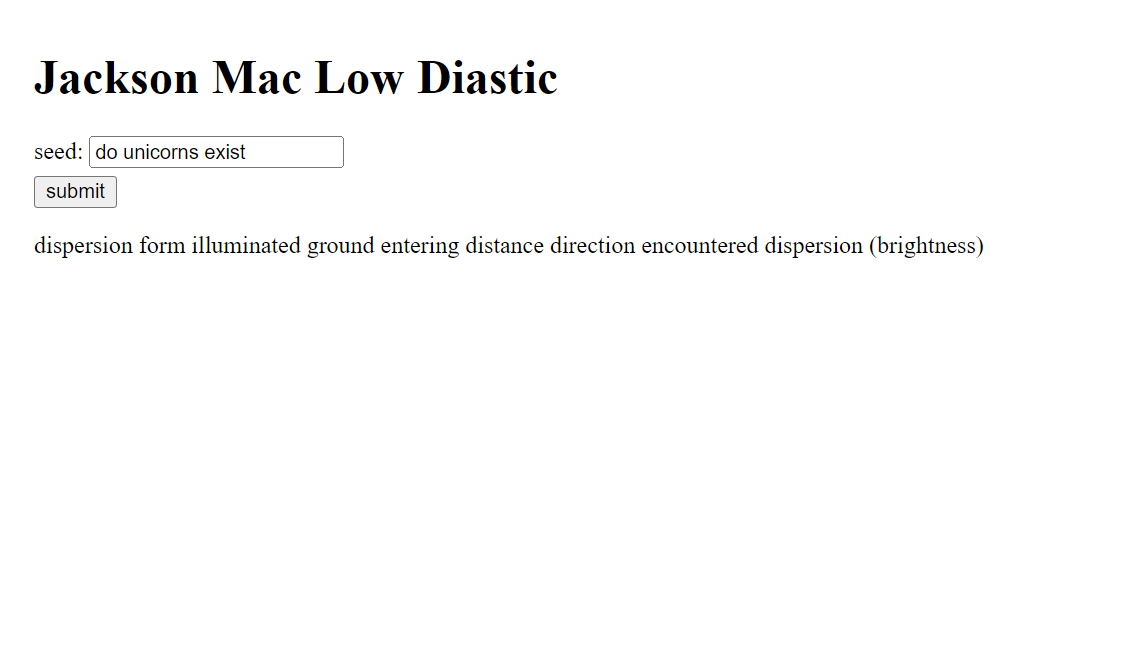 Jackson Mac Low Diastic
seed: do unicorns exist
submit
dispersion form illuminated ground entering distance direction encountered dispersion (brightness)